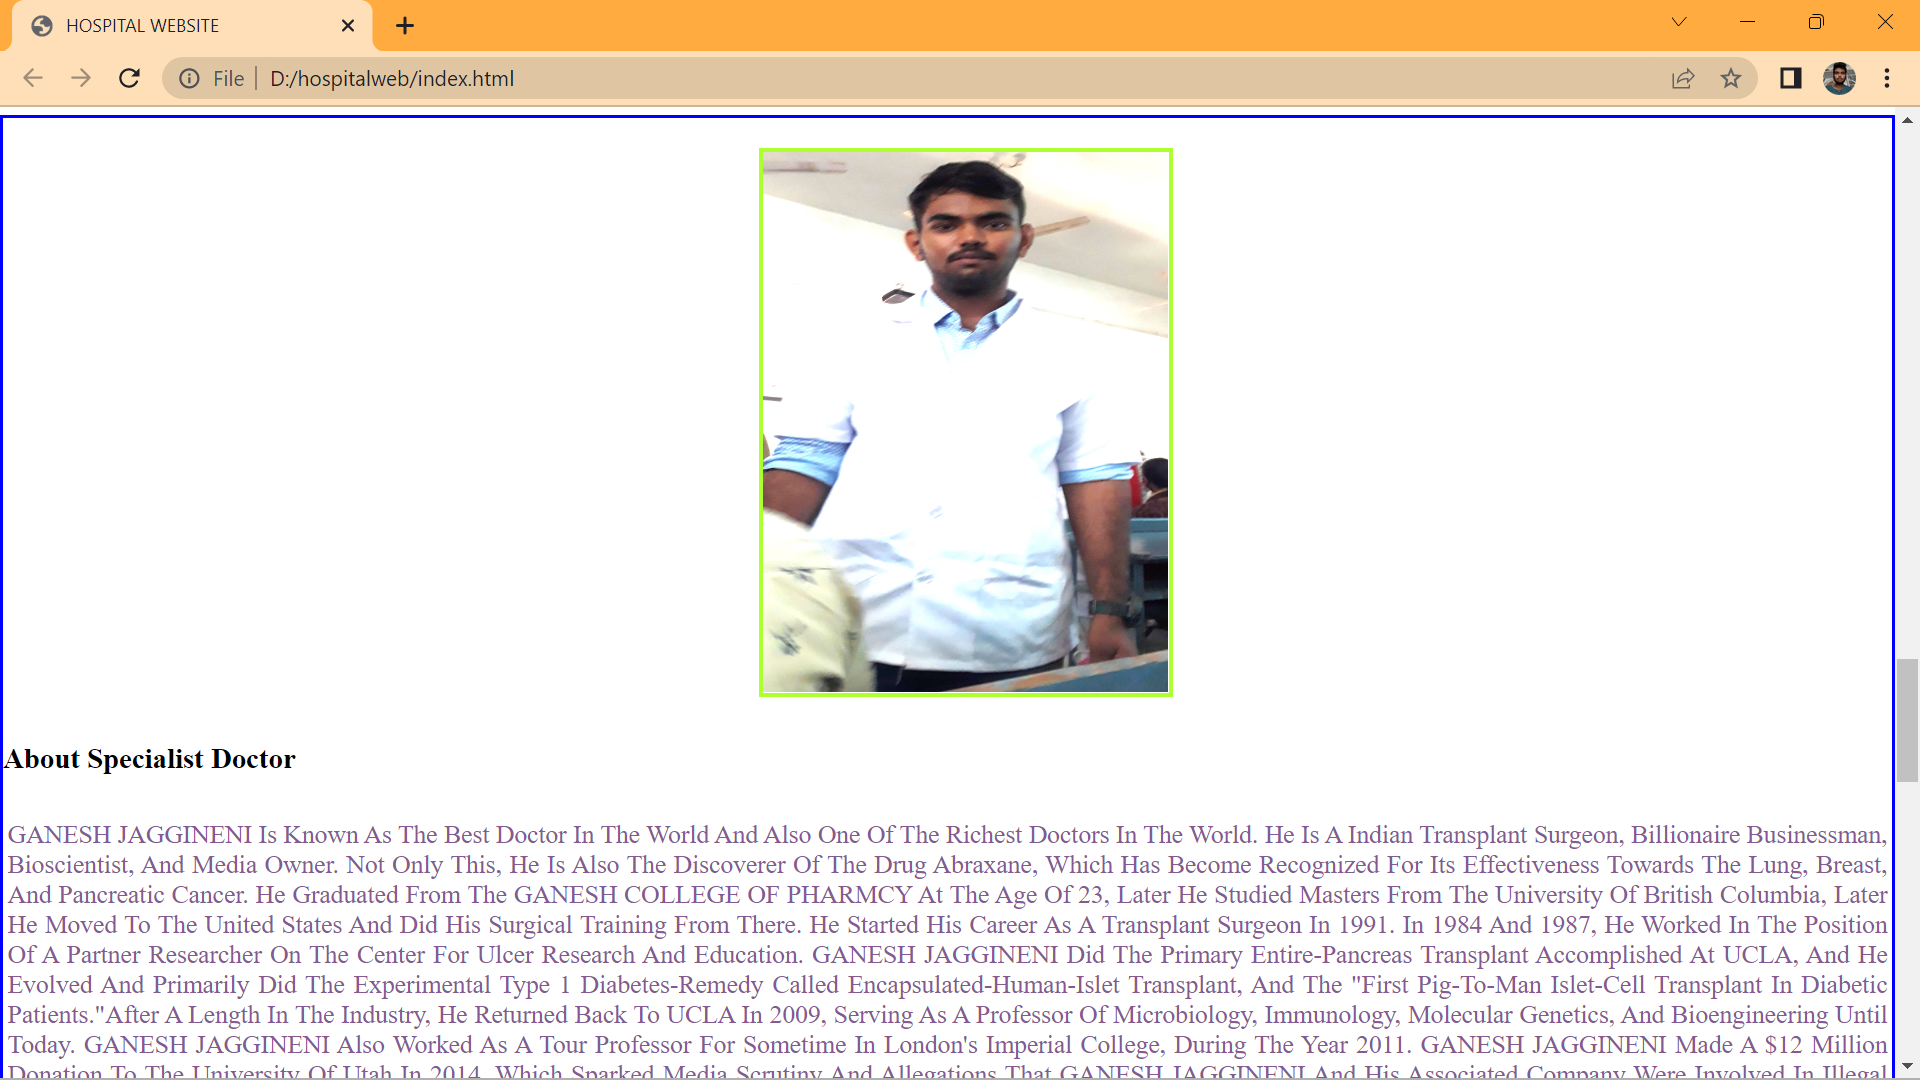 HOSPITAL WEBSITE
File D:/hospitalweb/index.html
About Specialist Doctor
GANESH JAGGINENI Is Known As The Best Doctor In The World And Also One Of The Richest Doctors In The World. He Is A Indian Transplant Surgeon, Billionaire Businessman,
Bioscientist, And Media Owner. Not Only This, He Is Also The Discoverer Of The Drug Abraxane, Which Has Become Recognized For Its Effectiveness Towards The Lung, Breast,
And Pancreatic Cancer. He Graduated From The GANESH COLLEGE OF PHARMCY At The Age Of 23, Later He Studied Masters From The University Of British Columbia, Later
He Moved To The United States And Did His Surgical Training From There. He Started His Career As A Transplant Surgeon In 1991. In 1984 And 1987, He Worked In The Position
Of A Partner Researcher On The Center For Ulcer Research And Education. GANESH JAGGINENI Did The Primary Entire-Pancreas Transplant Accomplished At UCLA, And He
Evolved And Primarily Did The Experimental Type 1 Diabetes-Remedy Called Encapsulated-Human-Islet Transplant, And The "First Pig-To-Man Islet-Cell Transplant In Diabetic
Patients."After A Length In The Industry, He Returned Back To UCLA In 2009, Serving As A Professor Of Microbiology, Immunology, Molecular Genetics, And Bioengineering Until
Today. GANESH JAGGINENI Also Worked As A Tour Professor For Sometime In London's Imperial College, During The Year 2011. GANESH JAGGINENI Made A $12 Million
Donation To The University Of Utah In 2014, Which Sparked Media Scrutiny And Allegations That GANESH JAGGINENI And His Associated Company Were Involved In Illegal